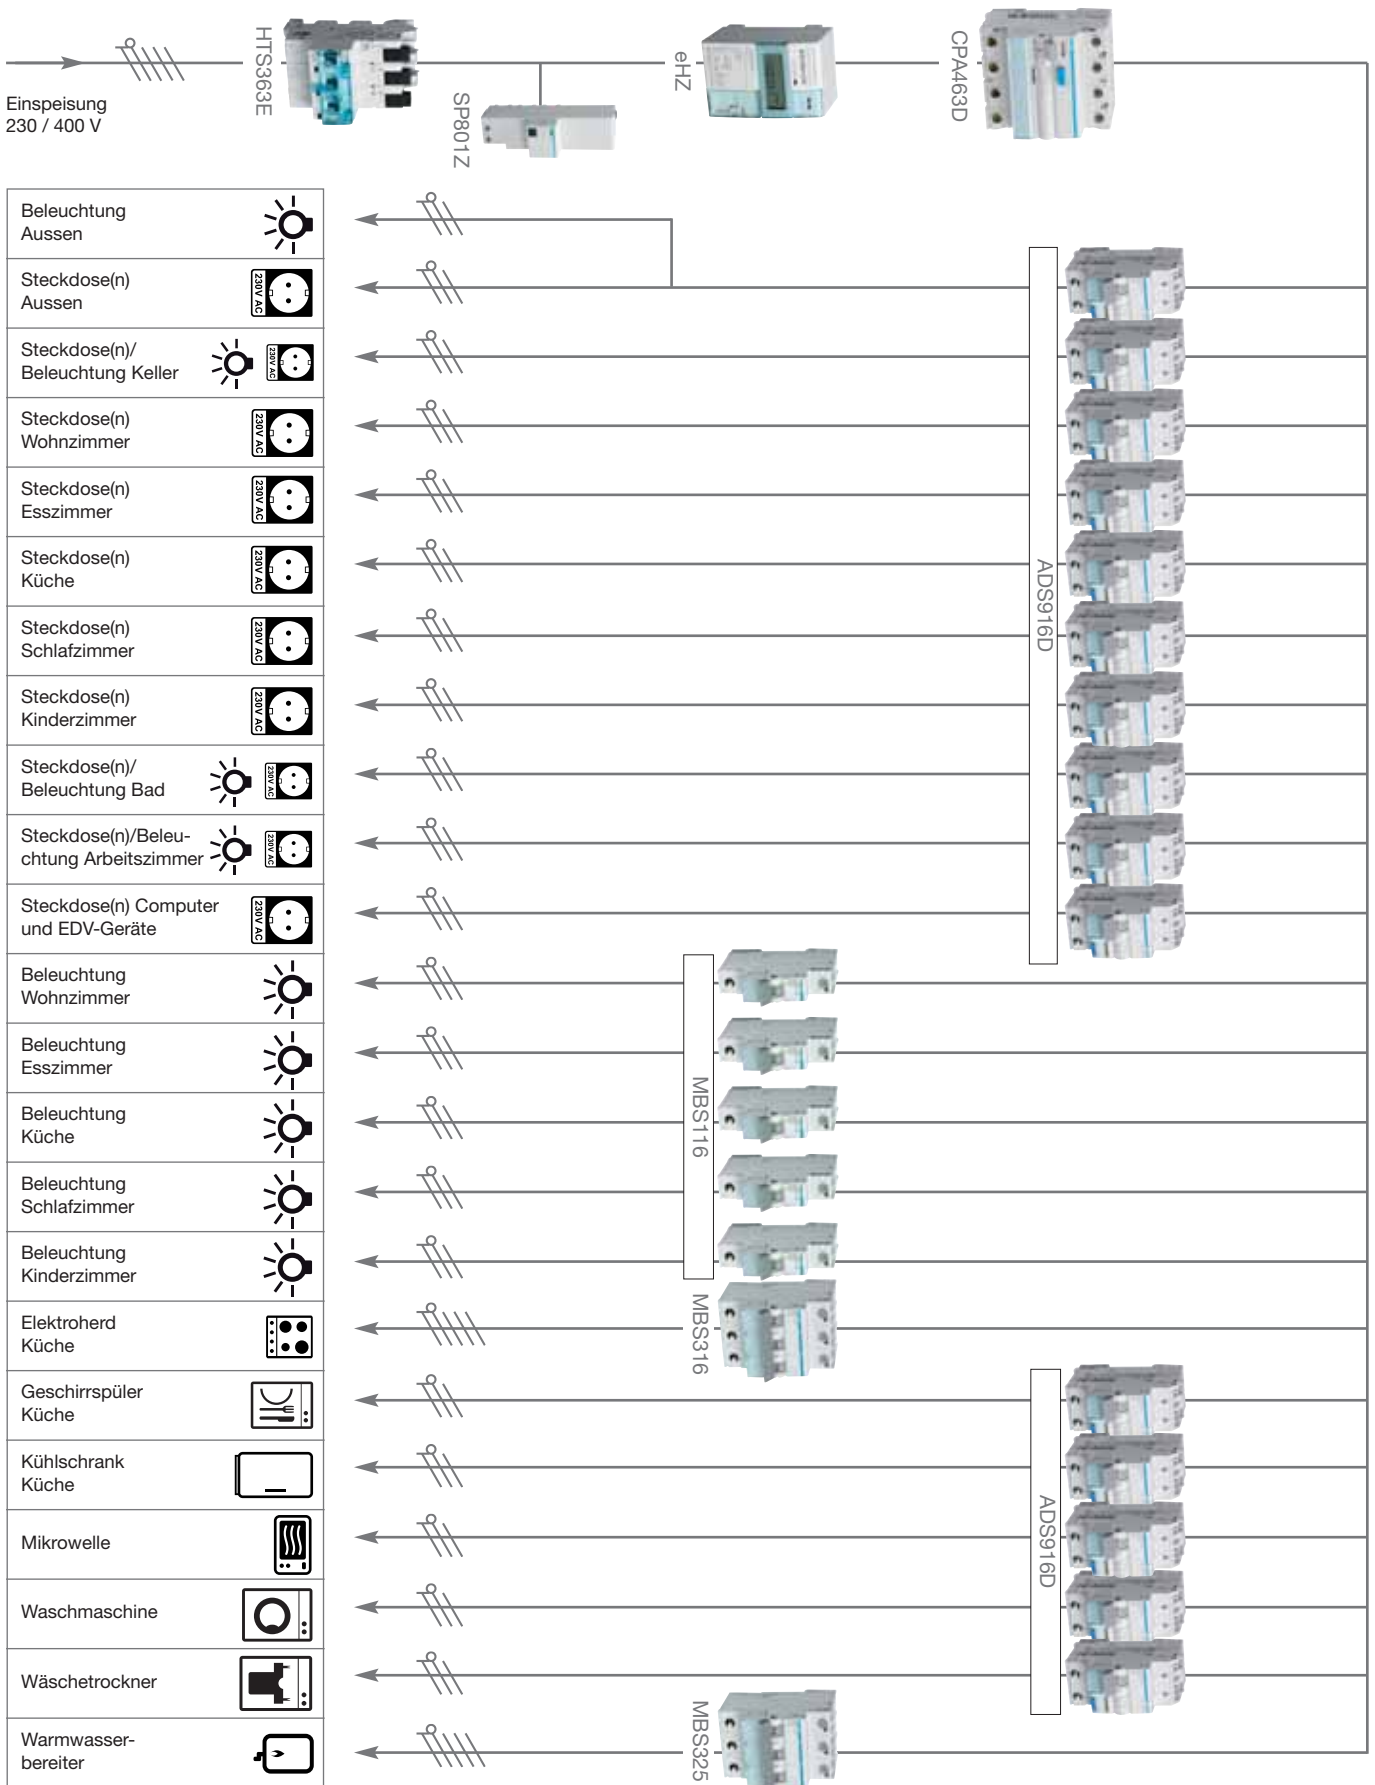 Einspeisung
230 / 400 V
HTS363E
SP801Z
eHZ
CPA463D
Beleuchtung
Aussen
Steckdose(n)
Aussen
230V AC
Steckdose(n)/
Beleuchtung Keller
230V AC
Steckdose(n)
Wohnzimmer
230V AC
Steckdose(n)
Esszimmer
230V AC
Steckdose(n)
Küche
230V AC
Steckdose(n)
Schlafzimmer
230V AC
Steckdose(n)
Kinderzimmer
230V AC
Steckdose(n)/
Beleuchtung Bad
230V AC
Steckdose(n)/Beleu-
chtung Arbeitszimmer
230V AC
Steckdose(n) Computer
und EDV-Geräte
230V AC
ADS916D
Beleuchtung
Wohnzimmer
Beleuchtung
Esszimmer
Beleuchtung
Küche
Beleuchtung
Schlafzimmer
Beleuchtung
Kinderzimmer
MBS116
Elektroherd
Küche
MBS316
Geschirrspüler
Küche
Kühlschrank
Küche
Mikrowelle
Waschmaschine
Wäschetrockner
ADS916D
Warmwasser-
bereiter
MBS325